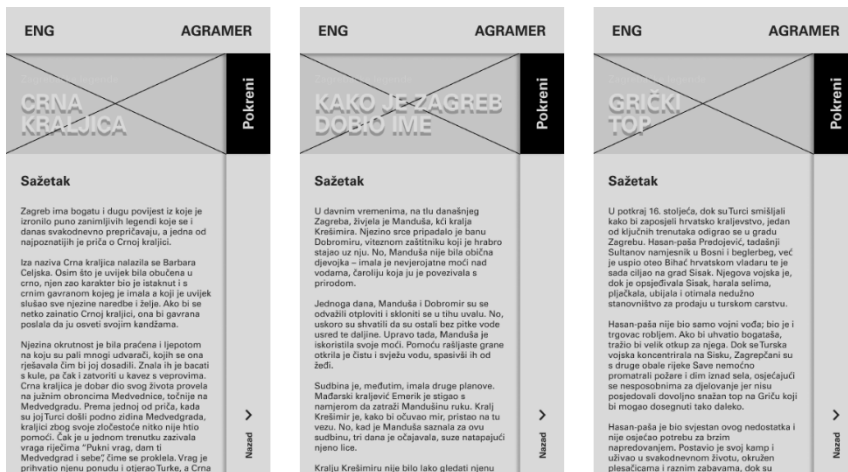 ENG
AGRAMER
CRNA
KRALJICA
Pokreni
Sažetak
Zagreb ima bogatu i dugu povijest iz koje je
izronilo puno zanimljivih legendi koje se i
danas svakodnevno prepričavaju, a jedna od
najpoznatijih je priča o Crnoj kraljici.
Iza naziva Crna kraljica nalazila se Barbara
Celjska. Osim što je uvijek bila obučena u
crno, njen zao karakter bio je istaknut i s
crnim gavranom kojeg je imala a koji je uvijek
slušao sve njezine naredbe i želje. Ako bi se
netko zainatio Crnoj kraljici, ona bi gavrana
poslala da ju osveti svojim kandžama.
Njezina okrutnost je bila praćena i ljepotom
na koju su pali mnogi udvarači, kojih se ona
rješavala čim bi joj dosadili. Znala ih je bacati
s kule, pa čak i zatvoriti u kavez s veprovima.
Crna kraljica je dobar dio svog života provela
na južnim obroncima Medvednice, točnije na
Medvedgradu. Prema jednoj od priča, kada
su joj Turci došli podno zidina Medvedgrada,
kraljici zbog svoje zločestoće nitko nije htio
pomoći. Čak je u jednom trenutku zazivala
vraga riječima “Pukni vrag, dam ti
Medvegrad i sebe”, čime se proklela. Vrag je
prihvatio njenu ponudu i otjerao Turke, a Crna
Nazad
ENG
AGRAMER
KAKO JE ZAGREB
DOBIO IME
Pokreni
Sažetak
U davnim vremenima, na tlu današnjeg
Zagreba, živjela je Manduša, kći kralja
Krešimira. Njezino srce pripadalo je banu
Dobromiru, viteznom zaštitniku koji je hrabro
stajao uz nju. No, Manduša nije bila obična
djevojka – imala je nevjerojatne moći nad
vodama, čaroliju koja ju je povezivala s
prirodom.
Jednoga dana, Manduša i Dobromir su se
odvažili otploviti i skloniti se u tihu uvalu. No,
uskoro su shvatili da su ostali bez pitke vode
usred te daljine. Upravo tada, Manduša je
iskoristila svoje moći. Pomoću rašljaste grane
otkrila je čistu i svježu vodu, spasivši ih od
žeđi.
Sudbina je, međutim, imala druge planove.
Mađarski kraljević Emerik je stigao s
namjerom da zatraži Mandušinu ruku. Kralj
Krešimir je, kako bi očuvao mir, pristao na tu
vezu. No, kad je Manduša saznala za ovu
sudbinu, tri dana je očajavala, suze natapajući
njeno lice.
Kralju Krešimiru nije bilo lako gledati njenu
Nazad
ENG
AGRAMER
GRIČKI
TOP
Pokreni
Sažetak
U potkraj 16. stoljeća, dok su Turci smišljali
kako bi zaposjeli hrvatsko kraljevstvo, jedan
od ključnih trenutaka odigrao se u gradu
Zagrebu. Hasan-paša Predojević, tadašnji
Sultanov namjesnik u Bosni i beglerbeg, već
je uspio oteo Bihać hrvatskom vladaru te je
sada ciljao na grad Sisak. Njegova vojska je,
dok je opsjeđivala Sisak, harala selima,
pljačkala, ubijala i otimala nedužno
stanovništvo za prodaju u turskom carstvu.
Hasan-paša nije bio samo vojni vođa; bio je i
trgovac robljem. Ako bi uhvatio bogataša,
tražio bi velik otkup za njega. Dok se Turska
vojska koncentrirala na Sisku, Zagrepčani su
s druge obale rijeke Save nemoćno
promatrali požare i dim iznad sela, osjećajući
se nesposobnima za djelovanje jer nisu
posjedovali dovoljno snažan top na Griču koji
bi mogao dosegnuti tako daleko.
Hasan-paša je bio svjestan ovog nedostatka i
nije osjećao potrebu za brzim
napredovanjem. Postavio je svoj kamp i
uživao u svakodnevnom životu, okružen
plesačicama i raznim zabavama, dok su
Nazad